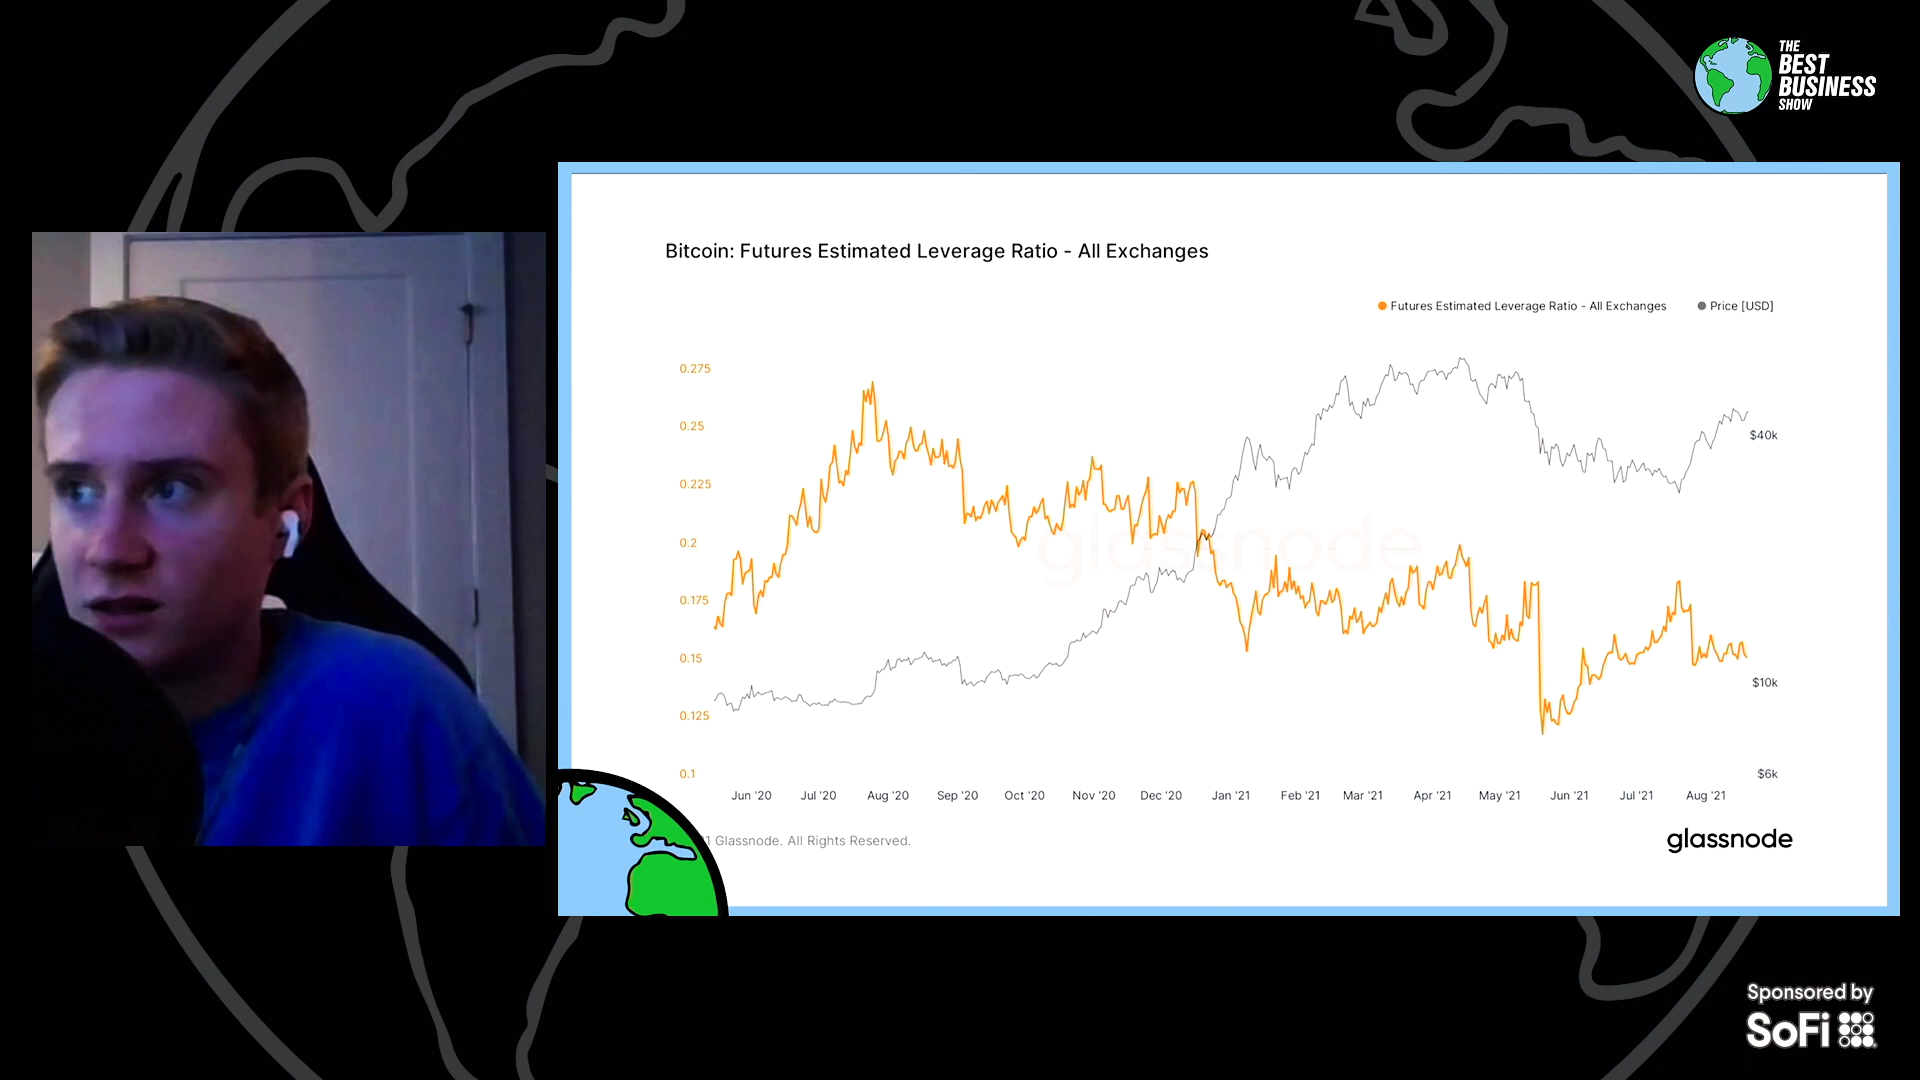 THE
BEST
BUSINESS
SHOW
Bitcoin: Futures Estimated Leverage Ratio - All Exchanges
Futures Estimated Leverage Ratio - All Exchanges
Price [USD]
0.275
0.25
0.225
0.2
0.175
0.15
0.125
0.1
$40k
$10k
$6k
glassnode
Jun '20
Jul '20
Aug '20
Sep '20
Oct '20
Nov '20
Dec '20
Jan '21
Feb '21
Mar '21
Apr '21
May '21
Jun '21
Jul '21
Aug '21
1 Glassnode. All Rights Reserved.
glassnode
Sponsored by
SoFi